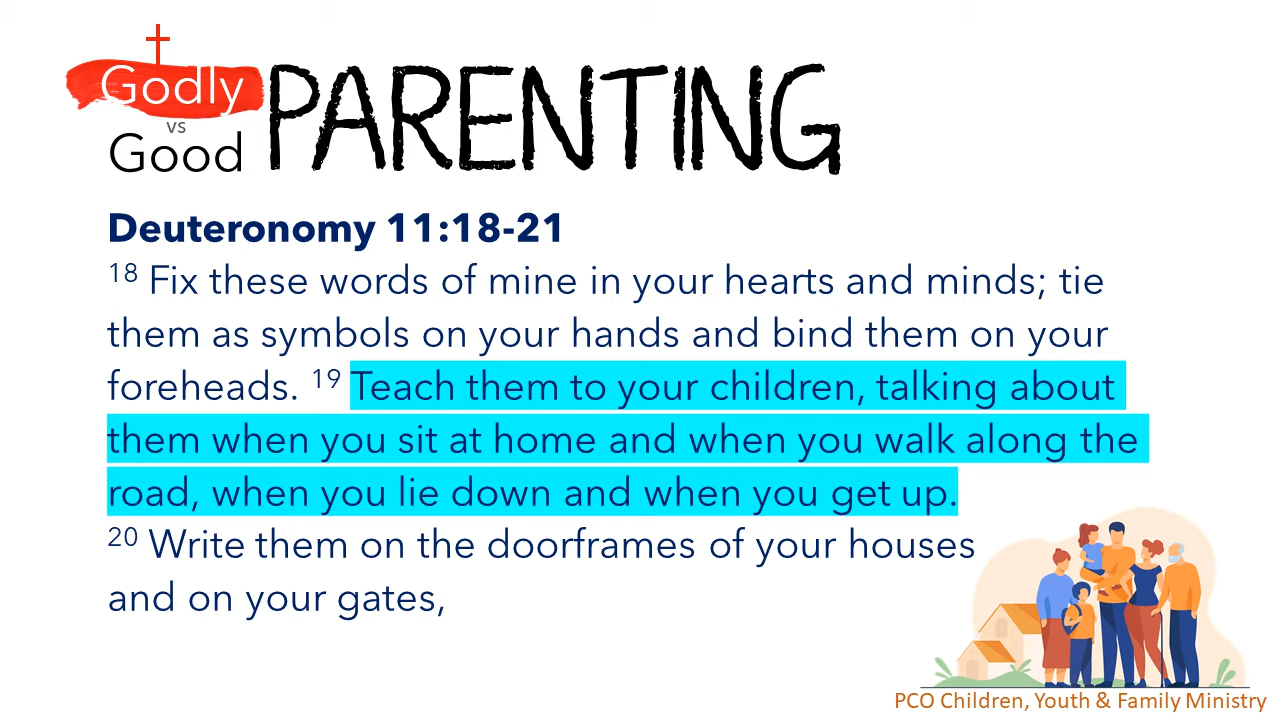 Godly
vs
Good
PARENTING
Deuteronomy 11:18-21
18 Fix these words of mine in your hearts and minds; tie
them as symbols on your hands and bind them on your
foreheads. 19 Teach them to your children, talking about
them when you sit at home and when you walk along the
road, when you lie down and when you get up.
20 Write them on the doorframes of your houses
and on your gates,
PCO Children, Youth & Family Ministry